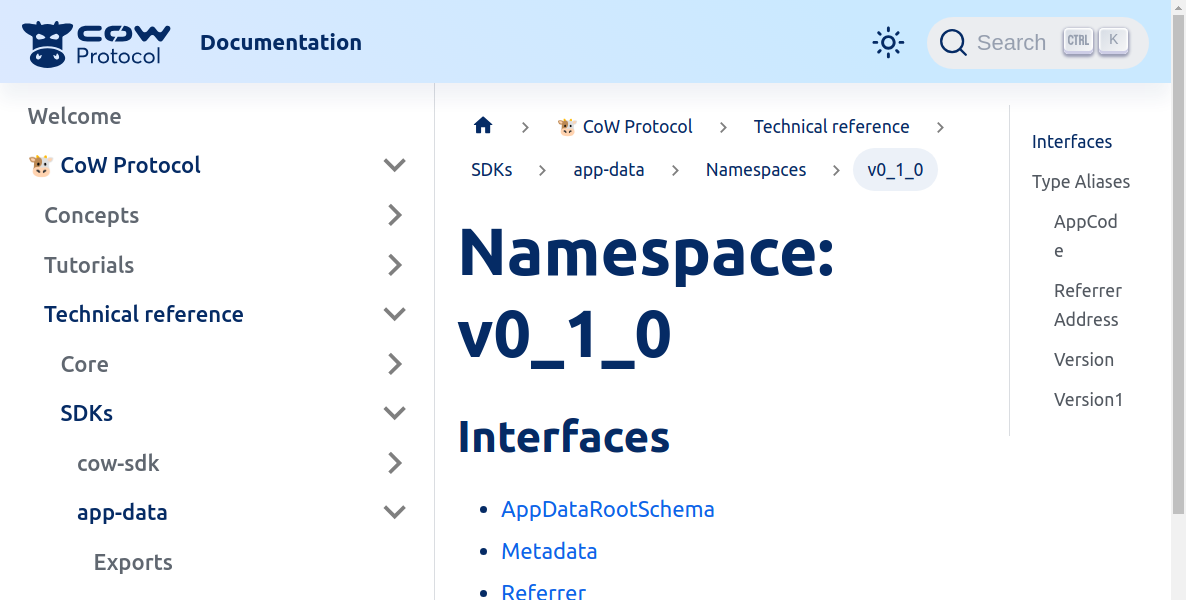 COW
Protocol
Documentation
Search
CTRL
K
Welcome
🐮 CoW Protocol
Concepts
Tutorials
Technical reference
Core
SDKs
cow-sdk
app-data
Exports
🐮 CoW Protocol
Technical reference
SDKs
app-data
Namespaces
v0_1_0
Namespace:
v0_1_0
Interfaces
AppDataRootSchema
Metadata
Referrer
Interfaces
Type Aliases
AppCod
e
Referrer
Address
Version
Version1